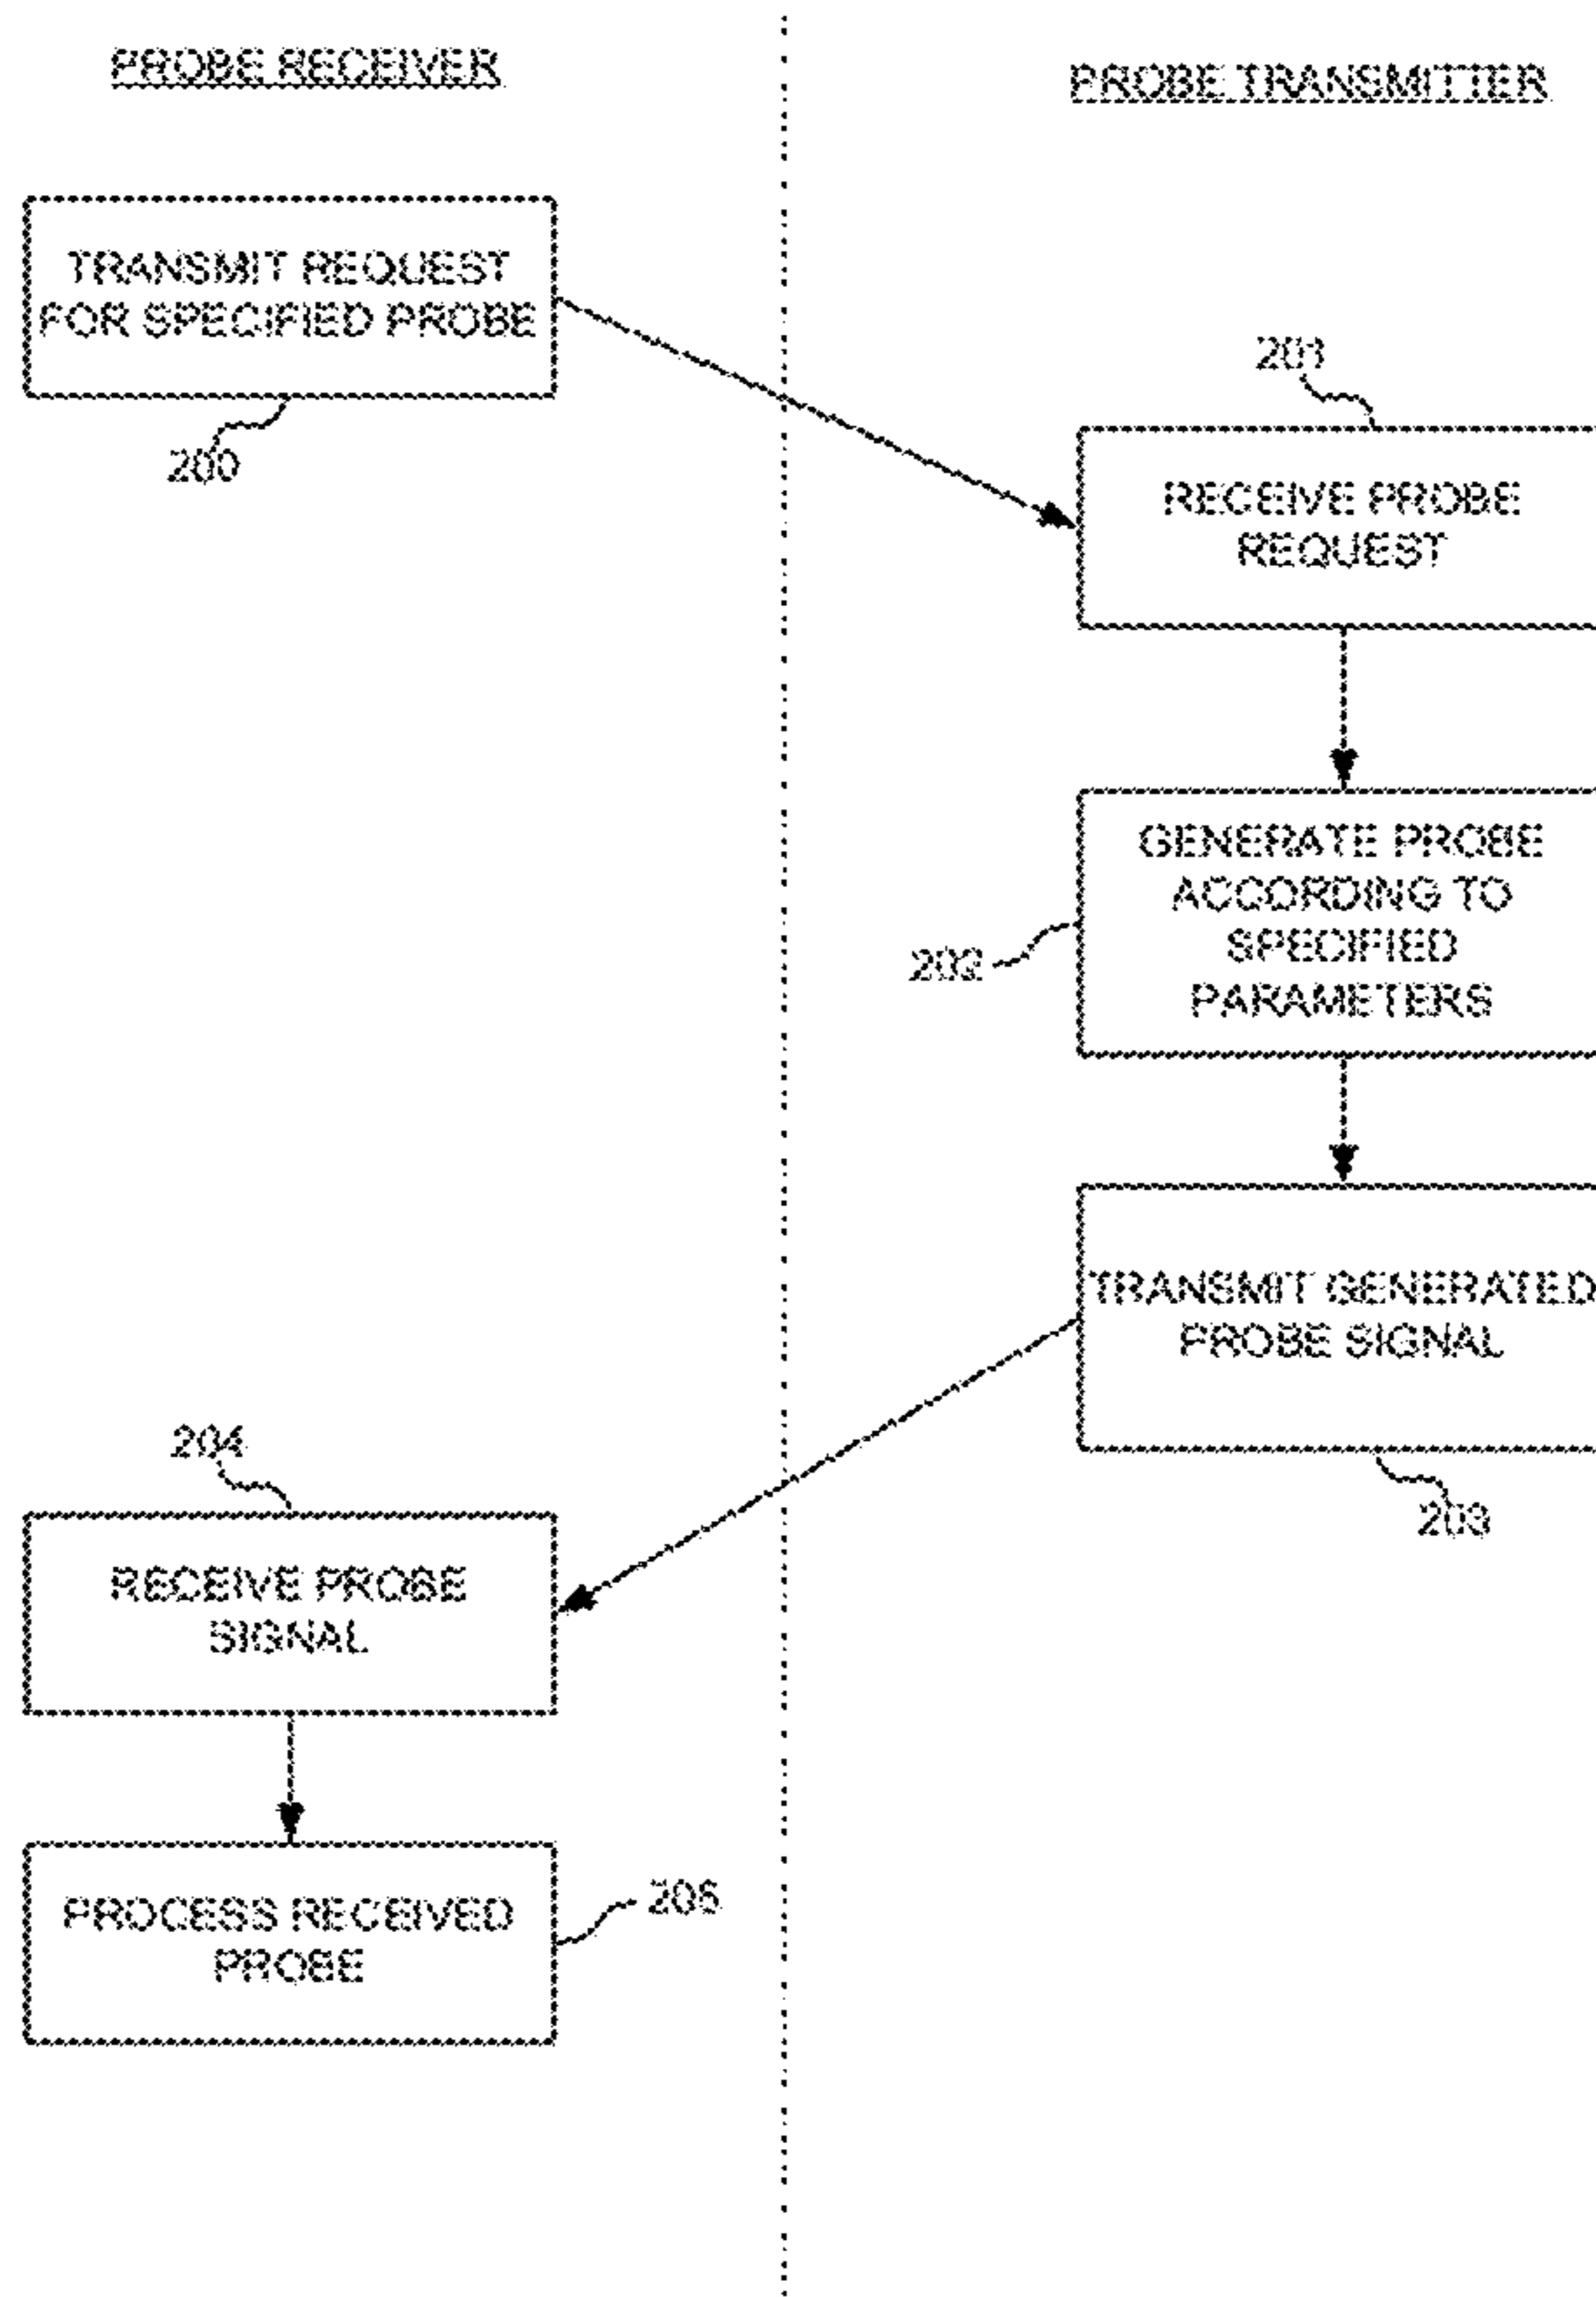 PROBE RECEIVER
PROBE TRANSMITTER
TRANSMIT REQUEST
FOR SPECIFIED PROBE
200
201
RECEIVE PROBE
REQUEST
GENERATE PROBE
ACCORDING TO
SPECIFIED
PARAMETERS
202
TRANSMIT GENERATED
PROBE SIGNAL
203
204
RECEIVE PROBE
SIGNAL
PROCESS RECEIVED
PROBE